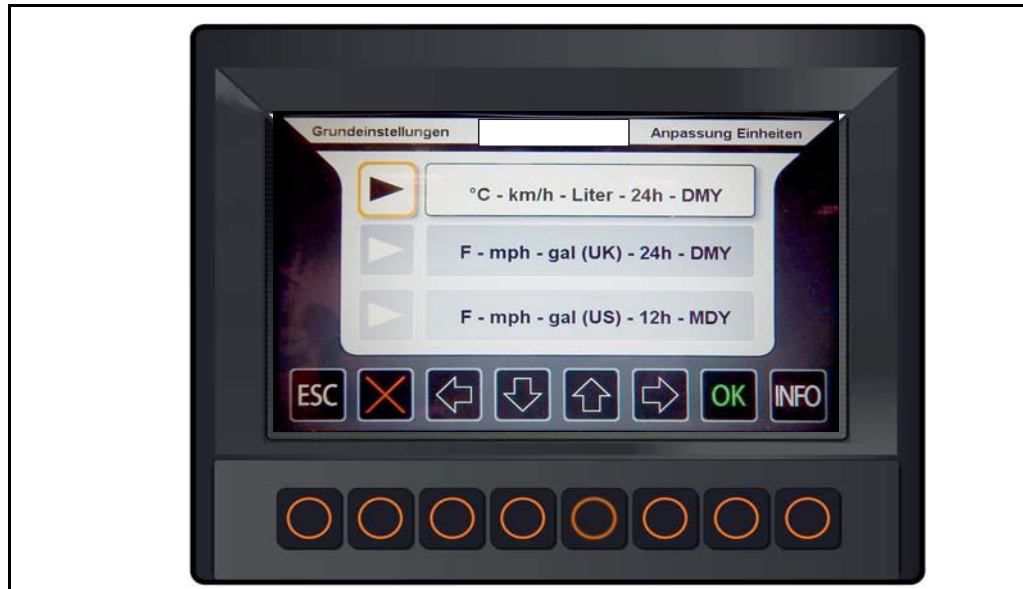 Grundeinstellungen
Anpassung Einheiten
°C - km/h - Liter - 24h - DMY
F - mph - gal (UK) - 24h - DMY
F - mph - gal (US) - 12h - MDY
ESC
OK
INFO